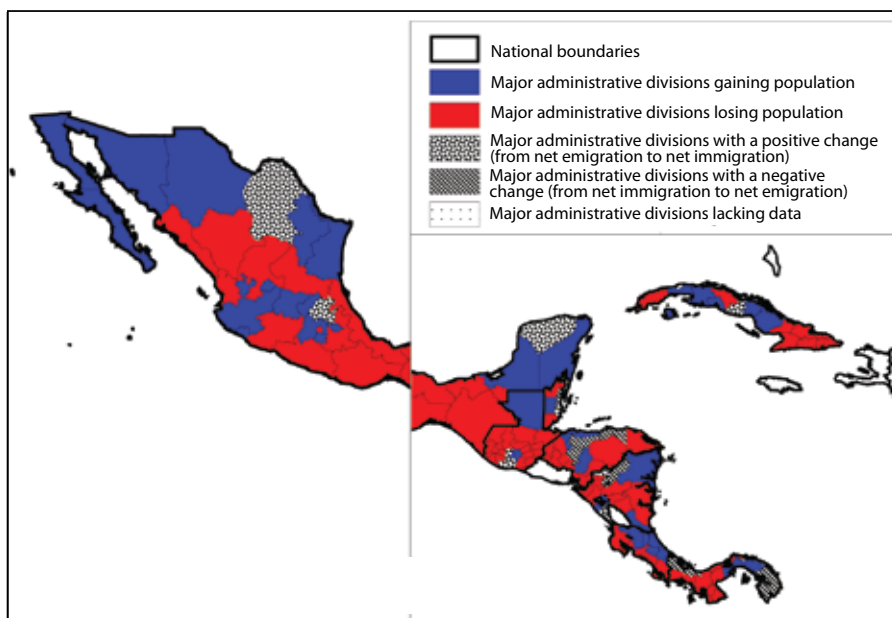 National boundaries
Major administrative divisions gaining population
Major administrative divisions losing population
Major administrative divisions with a positive change
(from net emigration to net immigration)
Major administrative divisions with a negative
change (from net immigration to net emigration)
Major administrative divisions lacking data